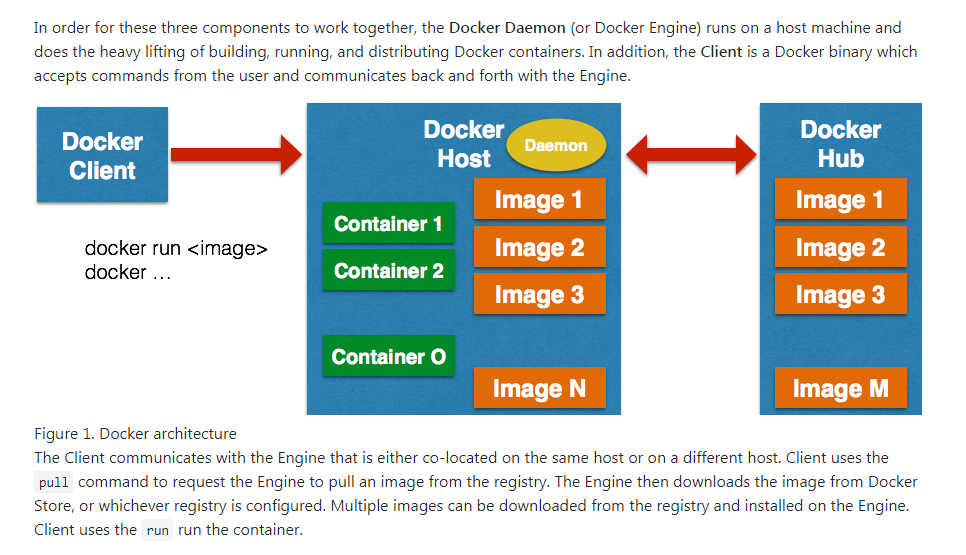 In order for these three components to work together, the Docker Daemon (or Docker Engine) runs on a host machine and
does the heavy lifting of building, running, and distributing Docker containers. In addition, the Client is a Docker binary which
accepts commands from the user and communicates back and forth with the Engine.
Docker
Client
docker run <image>
docker ...
Docker
Host
Daemon
Container 1
Container 2
Container O
Image 1
Image 2
Image 3
Image N
Docker
Hub
Image 1
Image 2
Image 3
Image M
Figure 1. Docker architecture
The Client communicates with the Engine that is either co-located on the same host or on a different host. Client uses the
pull command to request the Engine to pull an image from the registry. The Engine then downloads the image from Docker
Store, or whichever registry is configured. Multiple images can be downloaded from the registry and installed on the Engine.
Client uses the run run the container.